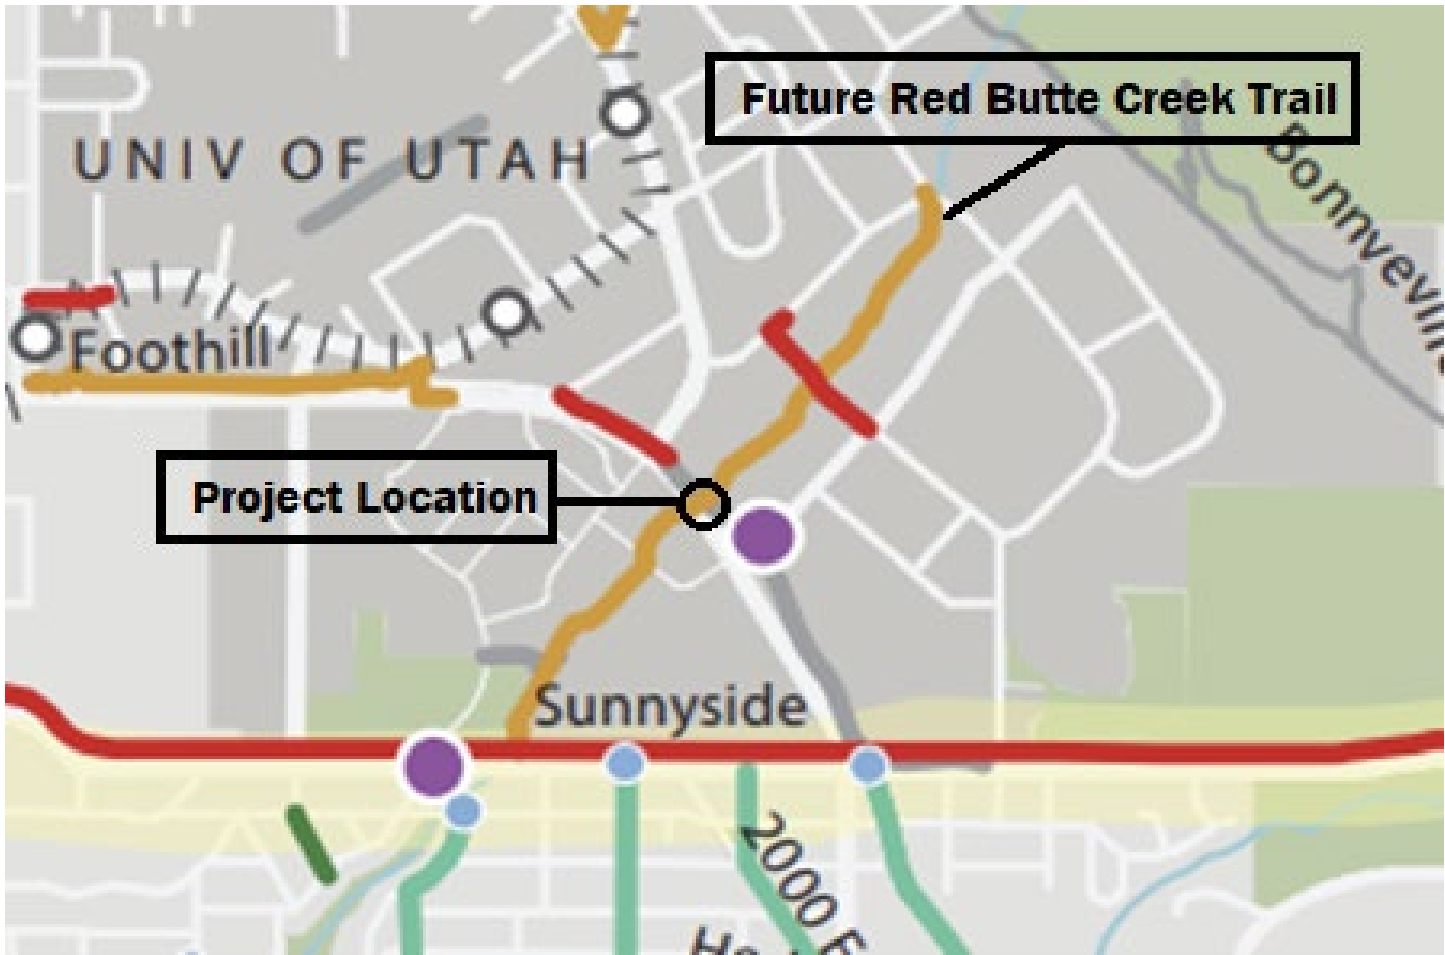 Future Red Butte Creek Trail
UNIV OF UTAH
Foothill
Project Location
Sunnyside
2000 E